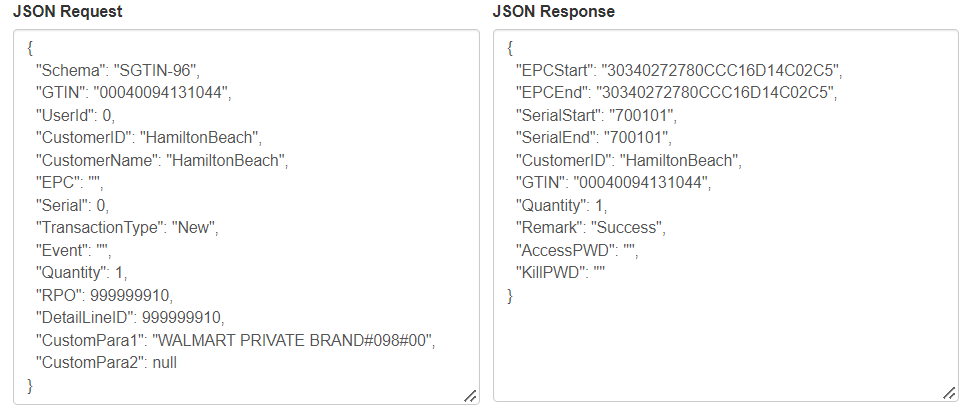 JSON Request
{
"Schema": "SGTIN-96",
"GTIN": "00040094131044",
"UserId": 0,
"CustomerID": "HamiltonBeach",
"CustomerName": "HamiltonBeach",
"EPC": "",
"Serial": 0,
"TransactionType": "New",
"Event": "",
"Quantity": 1,
"RPO": 999999910,
"DetailLineID": 999999910,
"CustomPara1": "WALMART PRIVATE BRAND#098#00",
"CustomPara2": null
}
JSON Response
{
"EPCStart": "30340272780CCC16D14C02C5",
"EPCEnd": "30340272780CCC16D14C02C5",
"SerialStart": "700101",
"SerialEnd": "700101",
"CustomerID": "HamiltonBeach",
"GTIN": "00040094131044",
"Quantity": 1,
"Remark": "Success",
"AccessPWD": "",
"KillPWD": ""
}